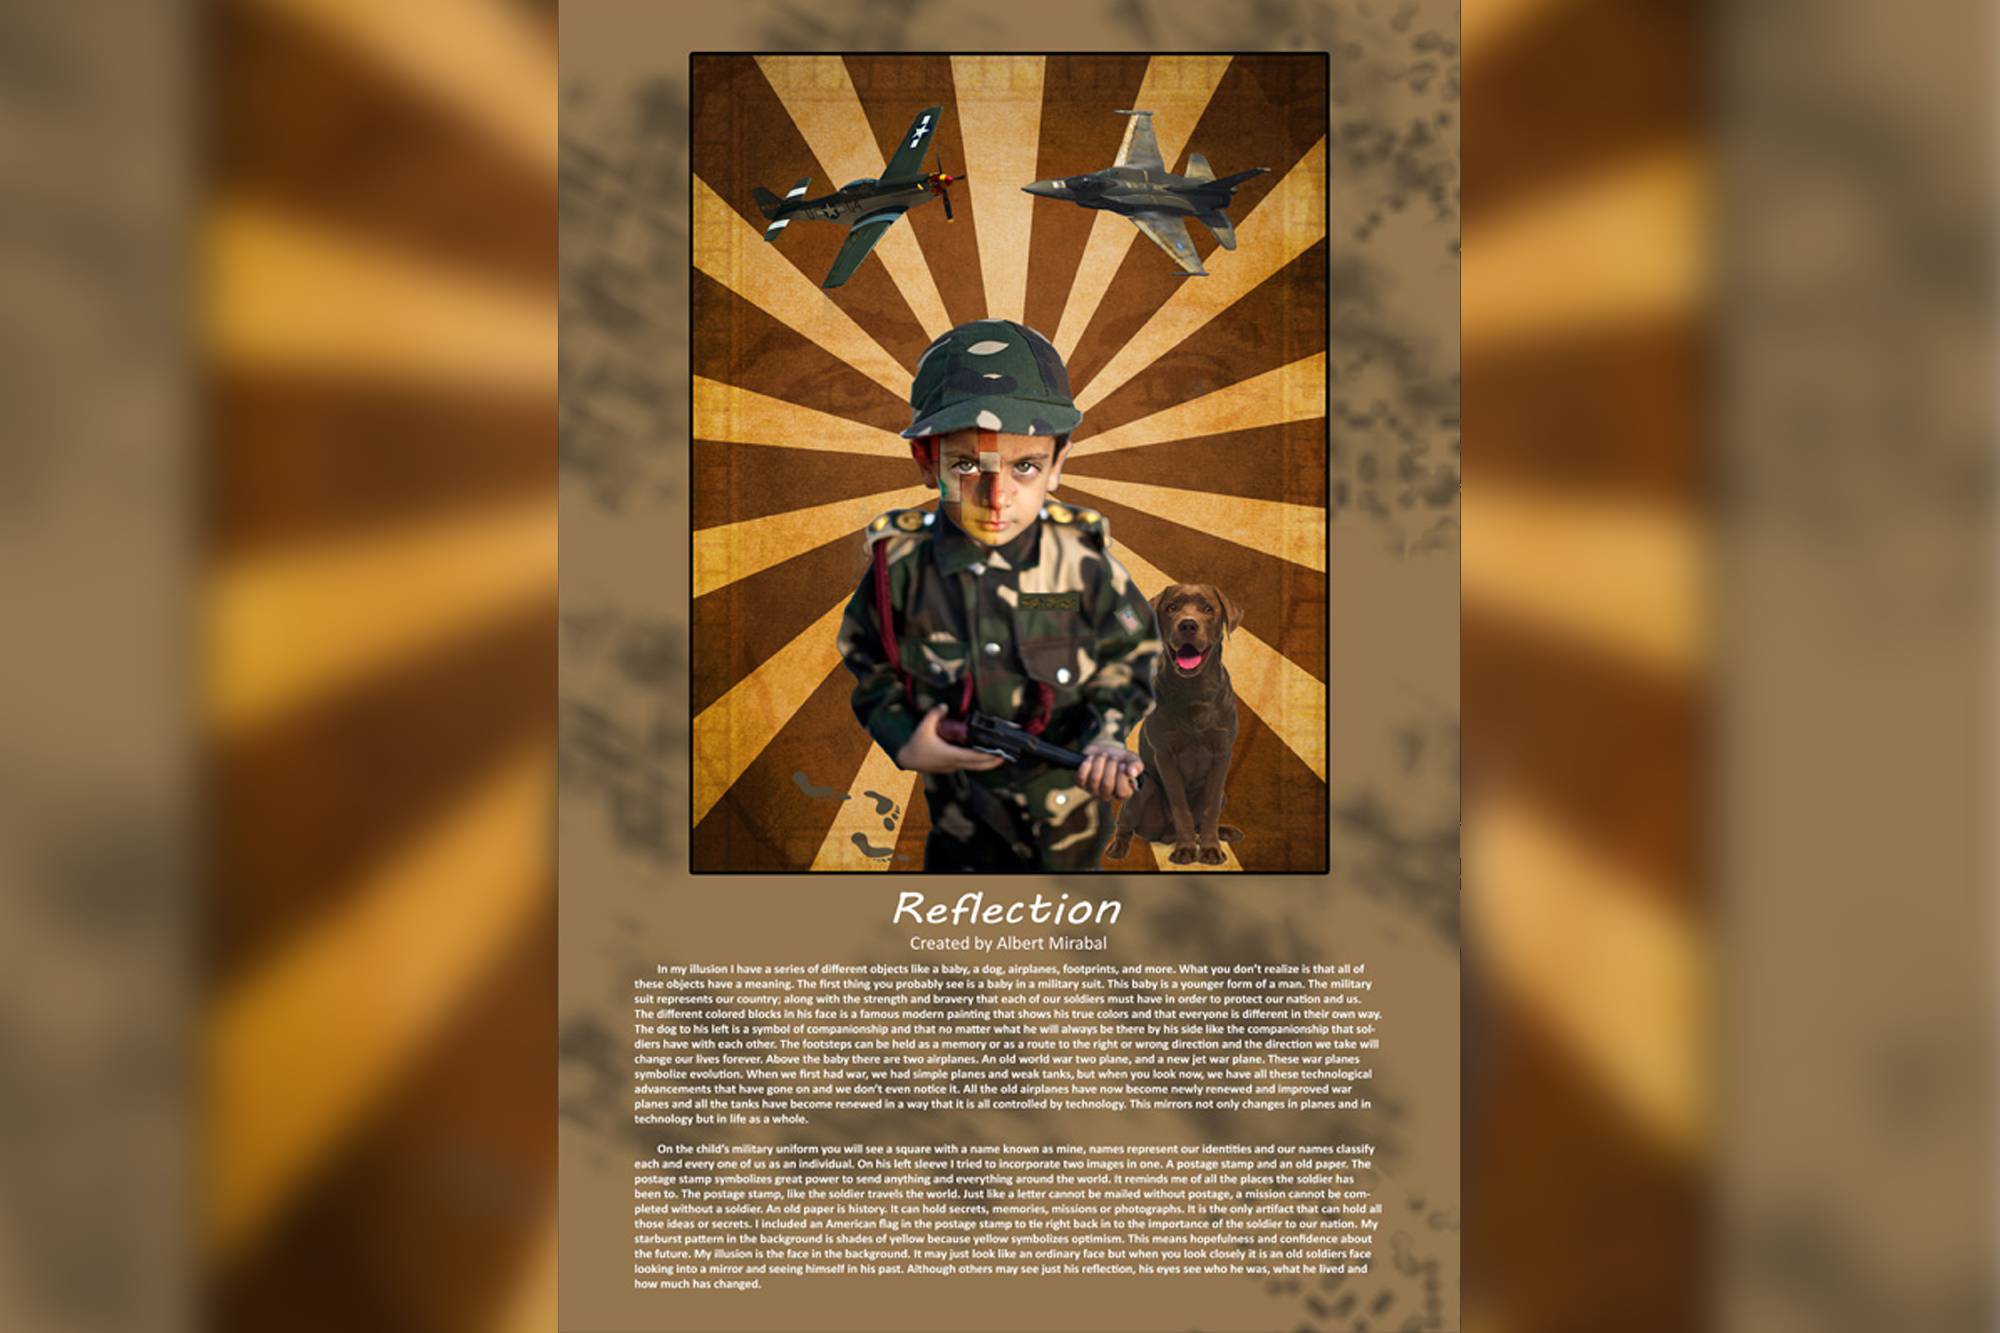 Reflection
Created by Albert Mirabal
In my illusion I have a series of different objects like a baby, a dog, airplanes, footprints, and more. What you don't realize is that all of
these objects have a meaning. The first thing you probably see is a baby in a military suit. This baby is a younger form of a man. The military
suit represents our country; along with the strength and bravery that each of our soldiers must have in order to protect our nation and us.
The different colored blocks in his face is a famous modern painting that shows his true colors and that everyone is different in their own way.
The dog to his left is a symbol of companionship and that no matter what he will always be there by his side like the companionship that sol-
diers have with each other. The footsteps can be held as a memory or as a route to the right or wrong direction and the direction we take will
change our lives forever. Above the baby there are two airplanes. An old world war two plane, and a new jet war plane. These war planes
symbolize evolution. When we first had war, we had simple planes and weak tanks, but when you look now, we have all these technological
advancements that have gone on and we don't even notice it. All the old airplanes have now become newly renewed and improved war
planes and all the tanks have become renewed in a way that it is all controlled by technology. This mirrors not only changes in planes and in
technology but in life as a whole.
On the child's military uniform you will see a square with a name known as mine, names represent our identities and our names classify
each and every one of us as an individual. On his left sleeve I tried to incorporate two images in one. A postage stamp and an old paper. The
postage stamp symbolizes great power to send anything and everything around the world. It reminds me of all the places the soldier has
been to. The postage stamp, like the soldier travels the world. Just like a letter cannot be mailed without postage, a mission cannot be com-
pleted without a soldier. An old paper is history. It can hold secrets, memories, missions or photographs. It is the only artifact that can hold all
those ideas or secrets. I included an American flag in the postage stamp to tie right back in to the importance of the soldier to our nation. My
starburst pattern in the background is shades of yellow because yellow symbolizes optimism. This means hopefulness and confidence about
the future. My illusion is the face in the background. It may just look like an ordinary face but when you look closely it is an old soldiers face
looking into a mirror and seeing himself in his past. Although others may see just his reflection, his eyes see who he was, what he lived and
how much has changed.